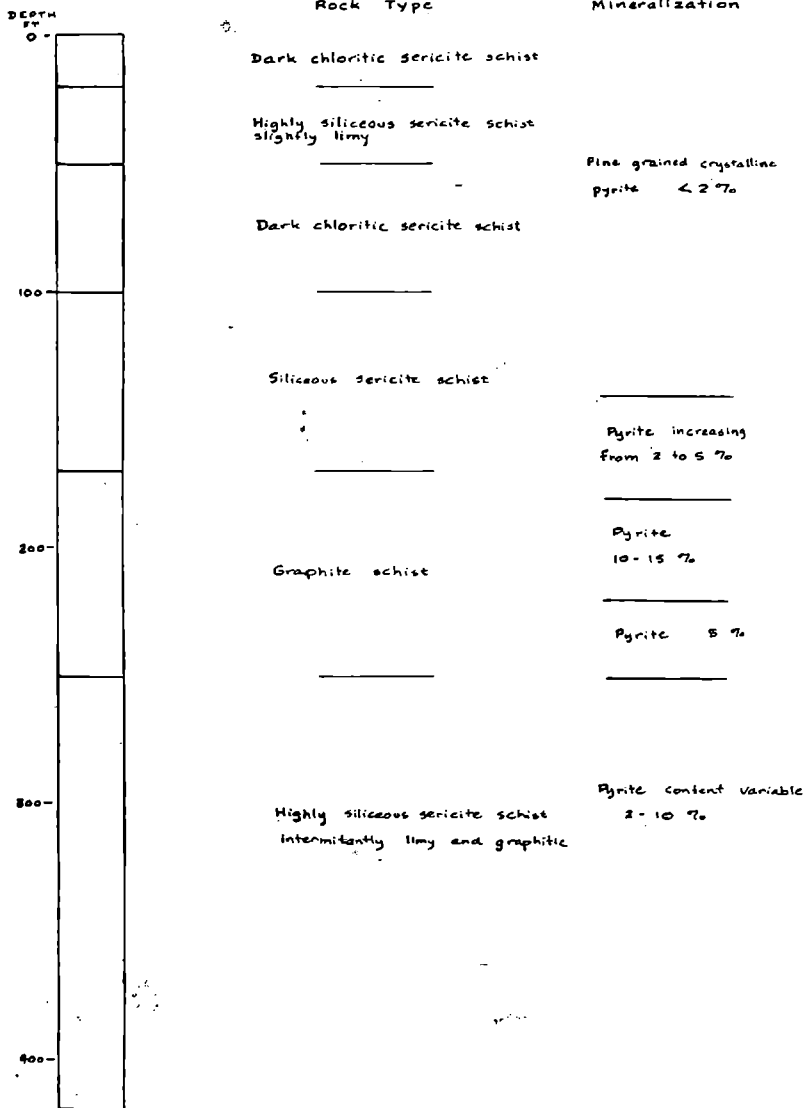 Rock Type
Mineralization
DEPTH
FT
0-
Dark chloritic sericite schist
Highly siliceous sericite schist
slightly limy
Fine grained crystalline
pyrite < 2 %
Dark chloritic sericite schist
100-
Siliceous sericite schist
Pyrite increasing
from 2 to 5 %
Pyrite
10-15 %
200-
Graphite schist
Pyrite 5 %
Pyrite content variable
2-10 %
300-
Highly siliceous sericite schist
intermitantly limy and graphitic
400-